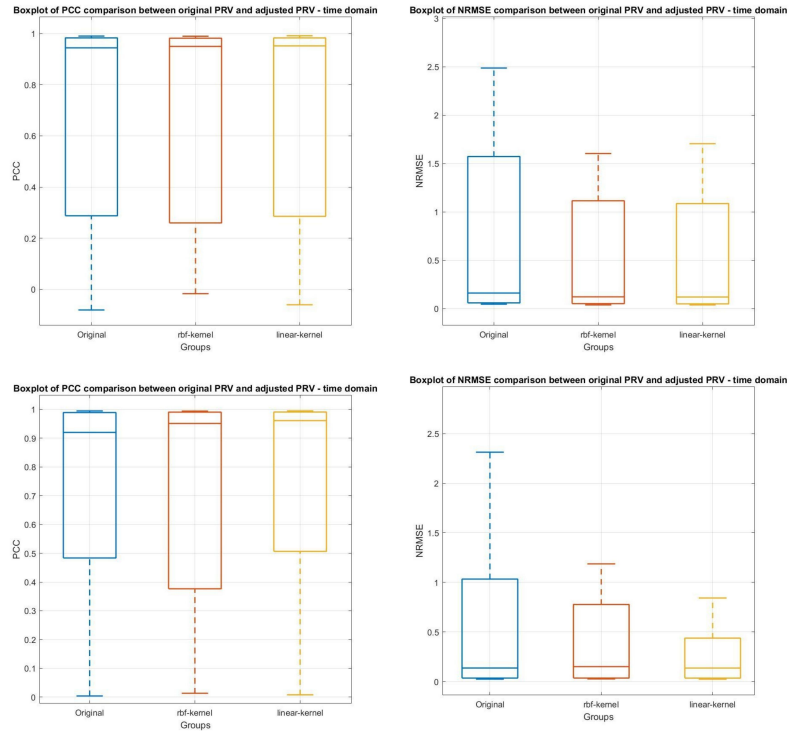 Boxplot of PCC comparison between original PRV and adjusted PRV - time domain
1
0.8
0.6
0.4
0.2
0
PCC
Original
rbf-kernel
linear-kernel
Groups
Boxplot of NRMSE comparison between original PRV and adjusted PRV - time domain
3
2.5
2
1.5
1
0.5
0
NRMSE
Original
rbf-kernel
linear-kernel
Groups
Boxplot of PCC comparison between original PRV and adjusted PRV - time domain
1
0.9
0.8
0.7
0.6
0.5
0.4
0.3
0.2
0.1
0
PCC
Original
rbf-kernel
linear-kernel
Groups
Boxplot of NRMSE comparison between original PRV and adjusted PRV - time domain
2.5
2
1.5
1
0.5
0
NRMSE
Original
rbf-kernel
linear-kernel
Groups